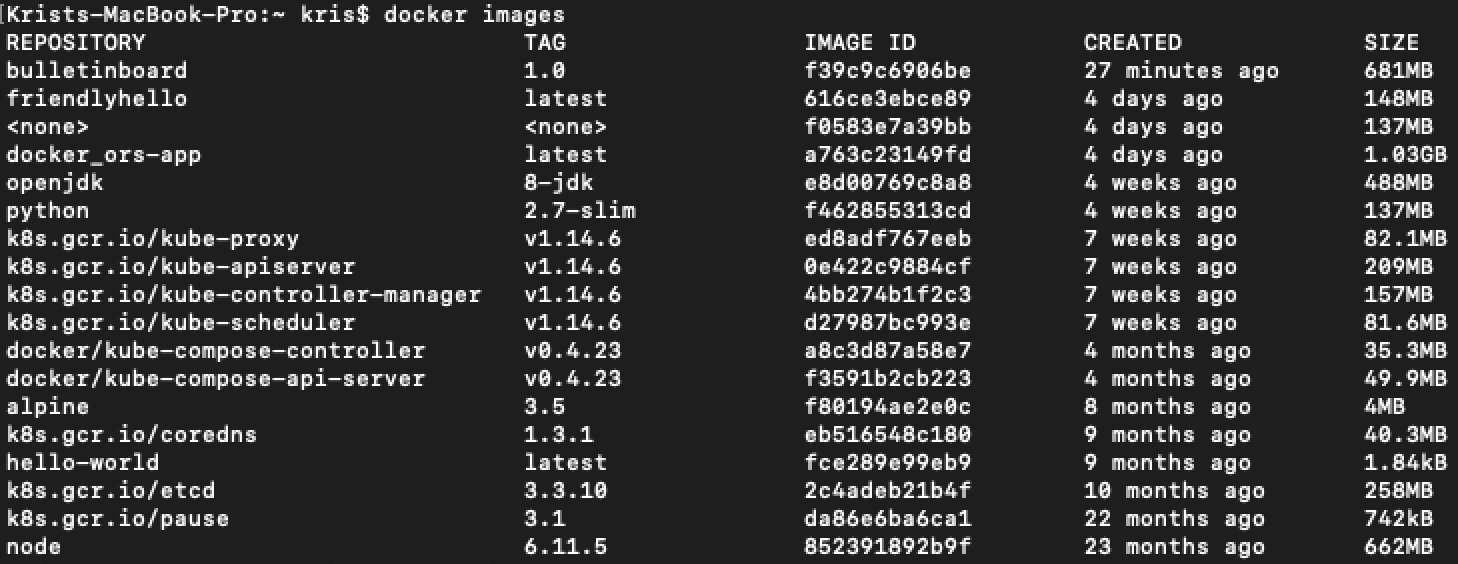 [Krists-MacBook-Pro:~ kris$ docker images
REPOSITORY TAG IMAGE ID CREATED SIZE
bulletinboard 1.0 f39c9c6906be 27 minutes ago 681MB
friendlyhello latest 616ce3ebce89 4 days ago 148MB
<none> <none> f0583e7a39bb 4 days ago 137MB
docker_ors-app latest a763c23149fd 4 days ago 1.03GB
openjdk 8-jdk e8d00769c8a8 4 weeks ago 488MB
python 2.7-slim f462855313cd 4 weeks ago 137MB
k8s.gcr.io/kube-proxy v1.14.6 ed8adf767eeb 7 weeks ago 82.1MB
k8s.gcr.io/kube-apiserver v1.14.6 0e422c9884cf 7 weeks ago 209MB
k8s.gcr.io/kube-controller-manager v1.14.6 4bb274b1f2c3 7 weeks ago 157MB
k8s.gcr.io/kube-scheduler v1.14.6 d27987bc993e 7 weeks ago 81.6MB
docker/kube-compose-controller v0.4.23 a8c3d87a58e7 4 months ago 35.3MB
docker/kube-compose-api-server v0.4.23 f3591b2cb223 4 months ago 49.9MB
alpine 3.5 f80194ae2e0c 8 months ago 4MB
k8s.gcr.io/coredns 1.3.1 eb516548c180 9 months ago 40.3MB
hello-world latest fce289e99eb9 9 months ago 1.84kB
k8s.gcr.io/etcd 3.3.10 2c4adeb21b4f 10 months ago 258MB
k8s.gcr.io/pause 3.1 da86e6ba6ca1 22 months ago 742kB
node 6.11.5 852391892b9f 23 months ago 662MB